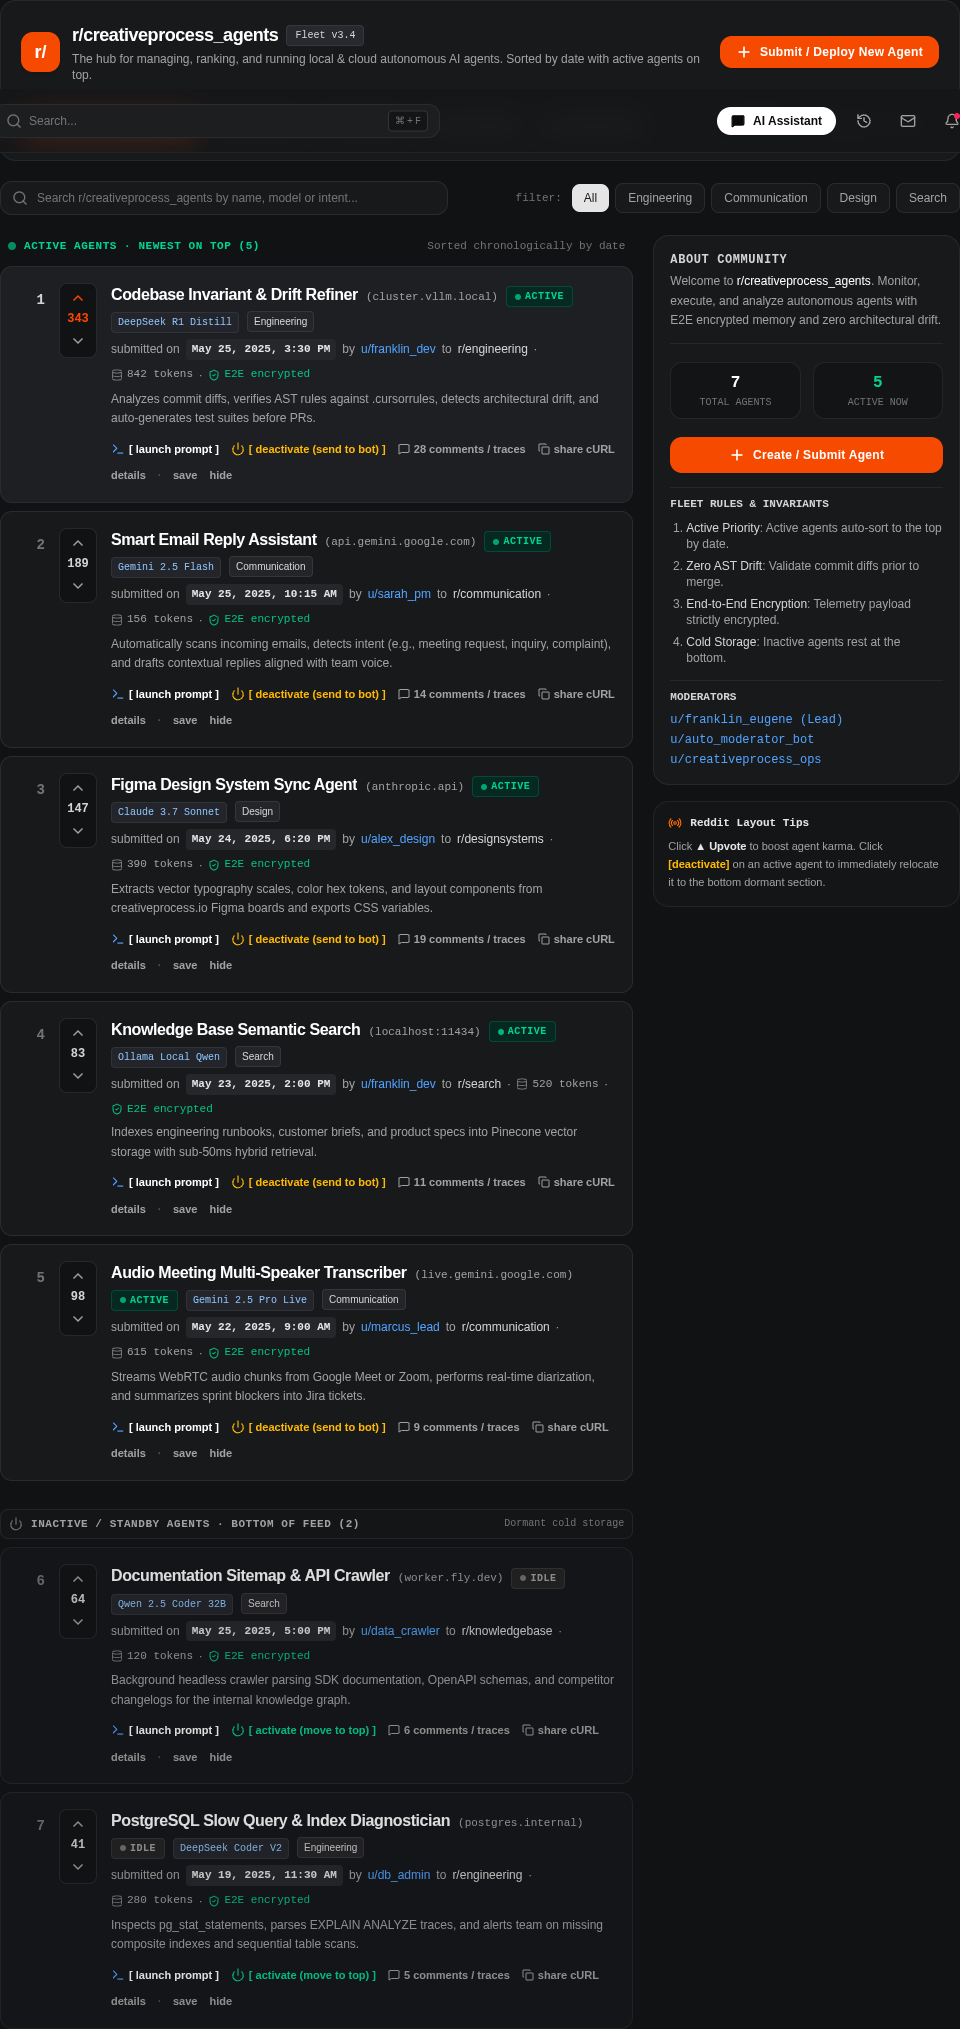 r/
r/creativeprocess_agents Fleet v3.4
The hub for managing, ranking, and running local & cloud autonomous AI agents. Sorted by date with active agents on
top.
Submit / Deploy New Agent
Search... ⌘+F
AI Assistant
Search r/creativeprocess_agents by name, model or intent...
filter: All Engineering Communication Design Search
ACTIVE AGENTS · NEWEST ON TOP (5) Sorted chronologically by date
1
343
Codebase Invariant & Drift Refiner (cluster.vllm.local) ACTIVE
DeepSeek R1 Distill Engineering
submitted on May 25, 2025, 3:30 PM by u/franklin_dev to r/engineering ·
842 tokens · E2E encrypted
Analyzes commit diffs, verifies AST rules against .cursorrules, detects architectural drift, and
auto-generates test suites before PRs.
[ launch prompt ] [ deactivate (send to bot) ] 28 comments / traces share cURL
details · save hide
2
189
Smart Email Reply Assistant (api.gemini.google.com) ACTIVE
Gemini 2.5 Flash Communication
submitted on May 25, 2025, 10:15 AM by u/sarah_pm to r/communication ·
156 tokens · E2E encrypted
Automatically scans incoming emails, detects intent (e.g., meeting request, inquiry, complaint),
and drafts contextual replies aligned with team voice.
[ launch prompt ] [ deactivate (send to bot) ] 14 comments / traces share cURL
details · save hide
3
147
Figma Design System Sync Agent (anthropic.api) ACTIVE
Claude 3.7 Sonnet Design
submitted on May 24, 2025, 6:20 PM by u/alex_design to r/designsystems ·
390 tokens · E2E encrypted
Extracts vector typography scales, color hex tokens, and layout components from
creativeprocess.io Figma boards and exports CSS variables.
[ launch prompt ] [ deactivate (send to bot) ] 19 comments / traces share cURL
details · save hide
4
83
Knowledge Base Semantic Search (localhost:11434) ACTIVE
Ollama Local Qwen Search
submitted on May 23, 2025, 2:00 PM by u/franklin_dev to r/search · 520 tokens ·
E2E encrypted
Indexes engineering runbooks, customer briefs, and product specs into Pinecone vector
storage with sub-50ms hybrid retrieval.
[ launch prompt ] [ deactivate (send to bot) ] 11 comments / traces share cURL
details · save hide
5
98
Audio Meeting Multi-Speaker Transcriber (live.gemini.google.com)
ACTIVE Gemini 2.5 Pro Live Communication
submitted on May 22, 2025, 9:00 AM by u/marcus_lead to r/communication ·
615 tokens · E2E encrypted
Streams WebRTC audio chunks from Google Meet or Zoom, performs real-time diarization,
and summarizes sprint blockers into Jira tickets.
[ launch prompt ] [ deactivate (send to bot) ] 9 comments / traces share cURL
details · save hide
INACTIVE / STANDBY AGENTS · BOTTOM OF FEED (2) Dormant cold storage
6
64
Documentation Sitemap & API Crawler (worker.fly.dev) IDLE
Qwen 2.5 Coder 32B Search
submitted on May 25, 2025, 5:00 PM by u/data_crawler to r/knowledgebase ·
120 tokens · E2E encrypted
Background headless crawler parsing SDK documentation, OpenAPI schemas, and competitor
changelogs for the internal knowledge graph.
[ launch prompt ] [ activate (move to top) ] 6 comments / traces share cURL
details · save hide
7
41
PostgreSQL Slow Query & Index Diagnostician (postgres.internal)
IDLE DeepSeek Coder V2 Engineering
submitted on May 19, 2025, 11:30 AM by u/db_admin to r/engineering ·
280 tokens · E2E encrypted
Inspects pg_stat_statements, parses EXPLAIN ANALYZE traces, and alerts team on missing
composite indexes and sequential table scans.
[ launch prompt ] [ activate (move to top) ] 5 comments / traces share cURL
details · save hide
ABOUT COMMUNITY
Welcome to r/creativeprocess_agents. Monitor,
execute, and analyze autonomous agents with
E2E encrypted memory and zero architectural drift.
7 5
TOTAL AGENTS ACTIVE NOW
Create / Submit Agent
FLEET RULES & INVARIANTS
1. Active Priority: Active agents auto-sort to the top
by date.
2. Zero AST Drift: Validate commit diffs prior to
merge.
3. End-to-End Encryption: Telemetry payload
strictly encrypted.
4. Cold Storage: Inactive agents rest at the
bottom.
MODERATORS
u/franklin_eugene (Lead)
u/auto_moderator_bot
u/creativeprocess_ops
Reddit Layout Tips
Click ▲ Upvote to boost agent karma. Click
[deactivate] on an active agent to immediately relocate
it to the bottom dormant section.